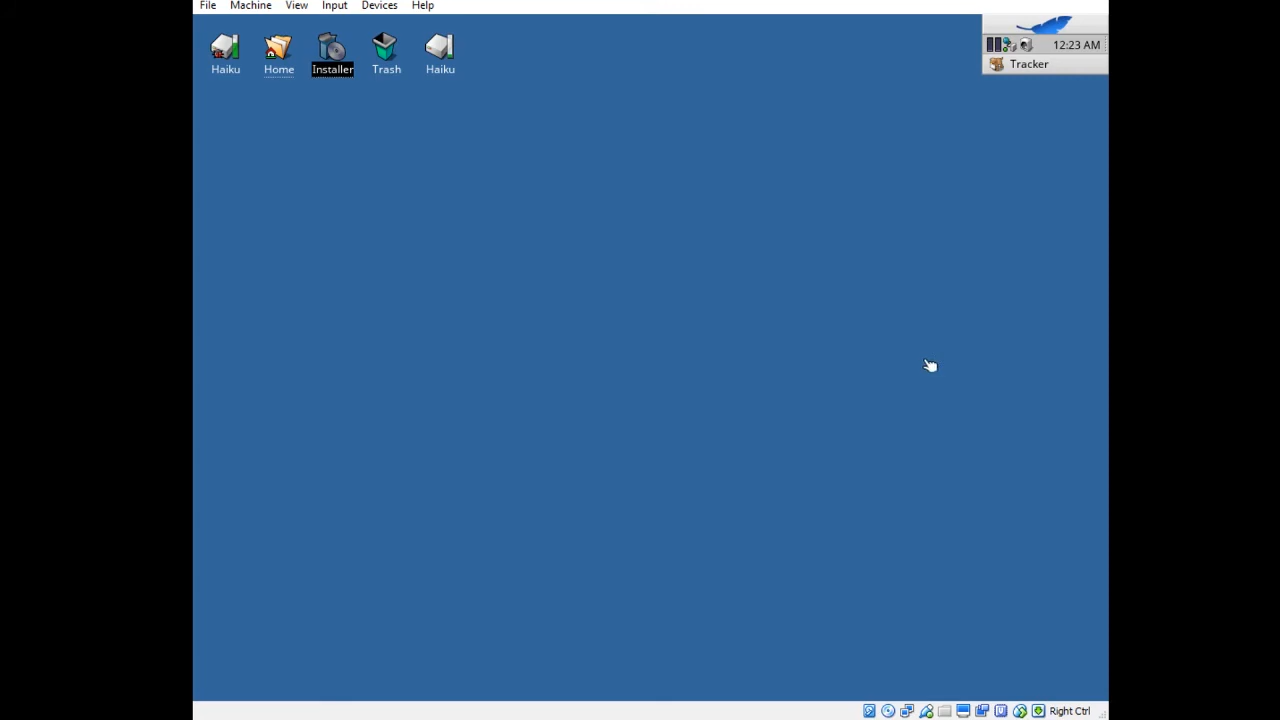 File Machine View Input Devices Help
12:23 AM
Tracker
Haiku Home Installer Trash Haiku
Right Ctrl